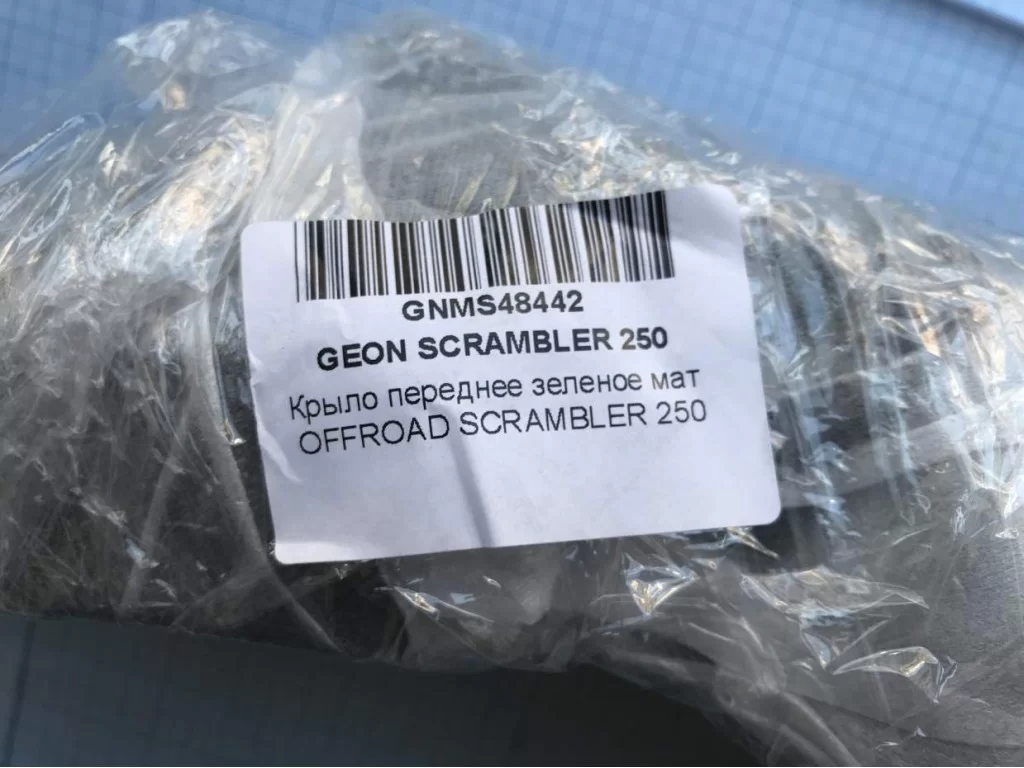 GNMS48442
GEON SCRAMBLER 250
Крыло переднее зеленое мат
OFFROAD SCRAMBLER 250